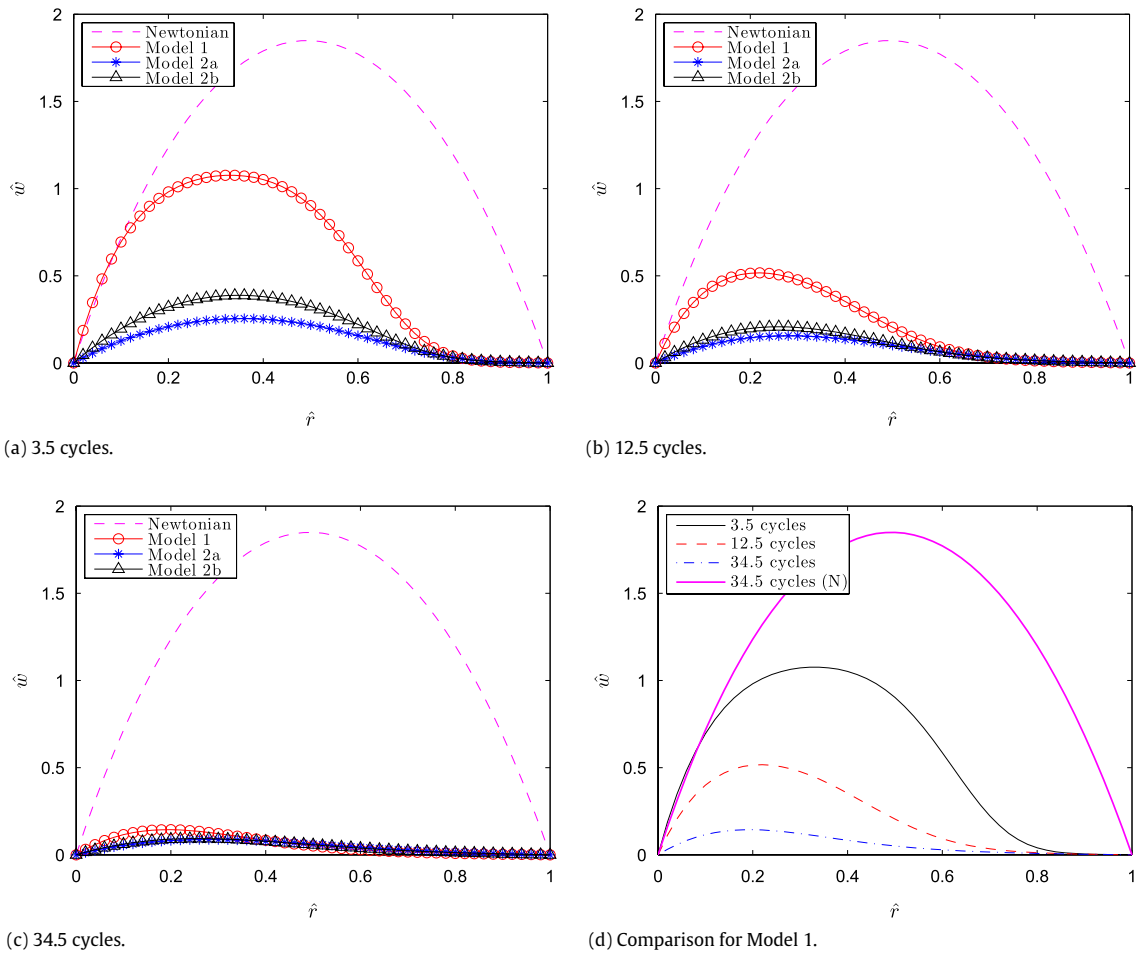 2
1.5
1
0.5
0
0 0.2 0.4 0.6 0.8 1
ŵ
r̂
Newtonian
Model 1
Model 2a
Model 2b
(a) 3.5 cycles.
2
1.5
1
0.5
0
0 0.2 0.4 0.6 0.8 1
ŵ
r̂
Newtonian
Model 1
Model 2a
Model 2b
(b) 12.5 cycles.
2
1.5
1
0.5
0
0 0.2 0.4 0.6 0.8 1
ŵ
r̂
Newtonian
Model 1
Model 2a
Model 2b
(c) 34.5 cycles.
2
1.5
1
0.5
0
0 0.2 0.4 0.6 0.8 1
ŵ
r̂
3.5 cycles
12.5 cycles
34.5 cycles
34.5 cycles (N)
(d) Comparison for Model 1.